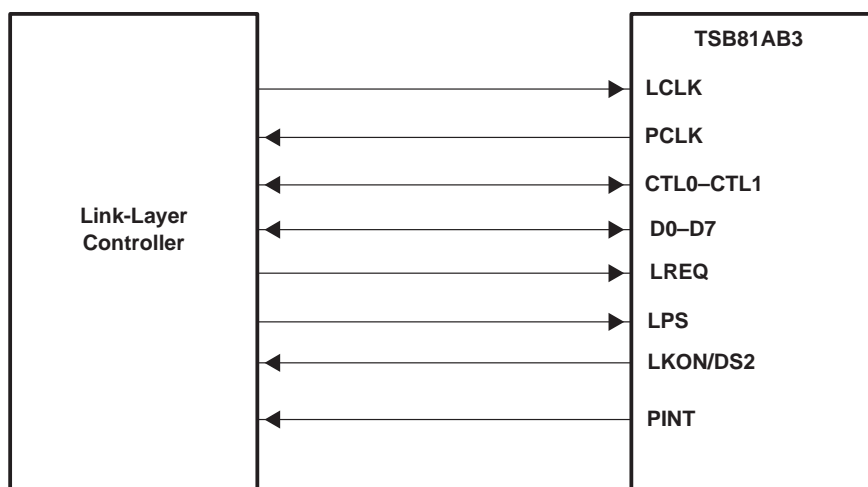 TSB81AB3
LCLK
PCLK
CTL0–CTL1
Link-Layer
Controller
D0–D7
LREQ
LPS
LKON/DS2
PINT